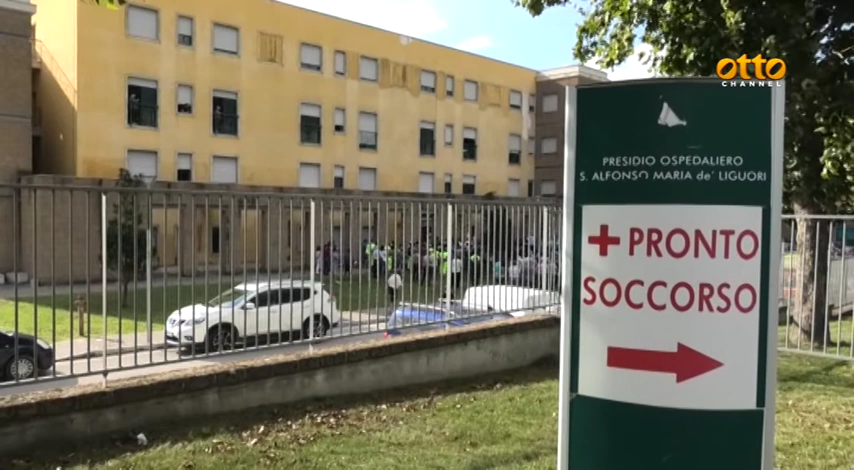 otto
CHANNEL
PRESIDIO OSPEDALIERO
S. ALFONSO MARIA de' LIGUORI
+ PRONTO
SOCCORSO